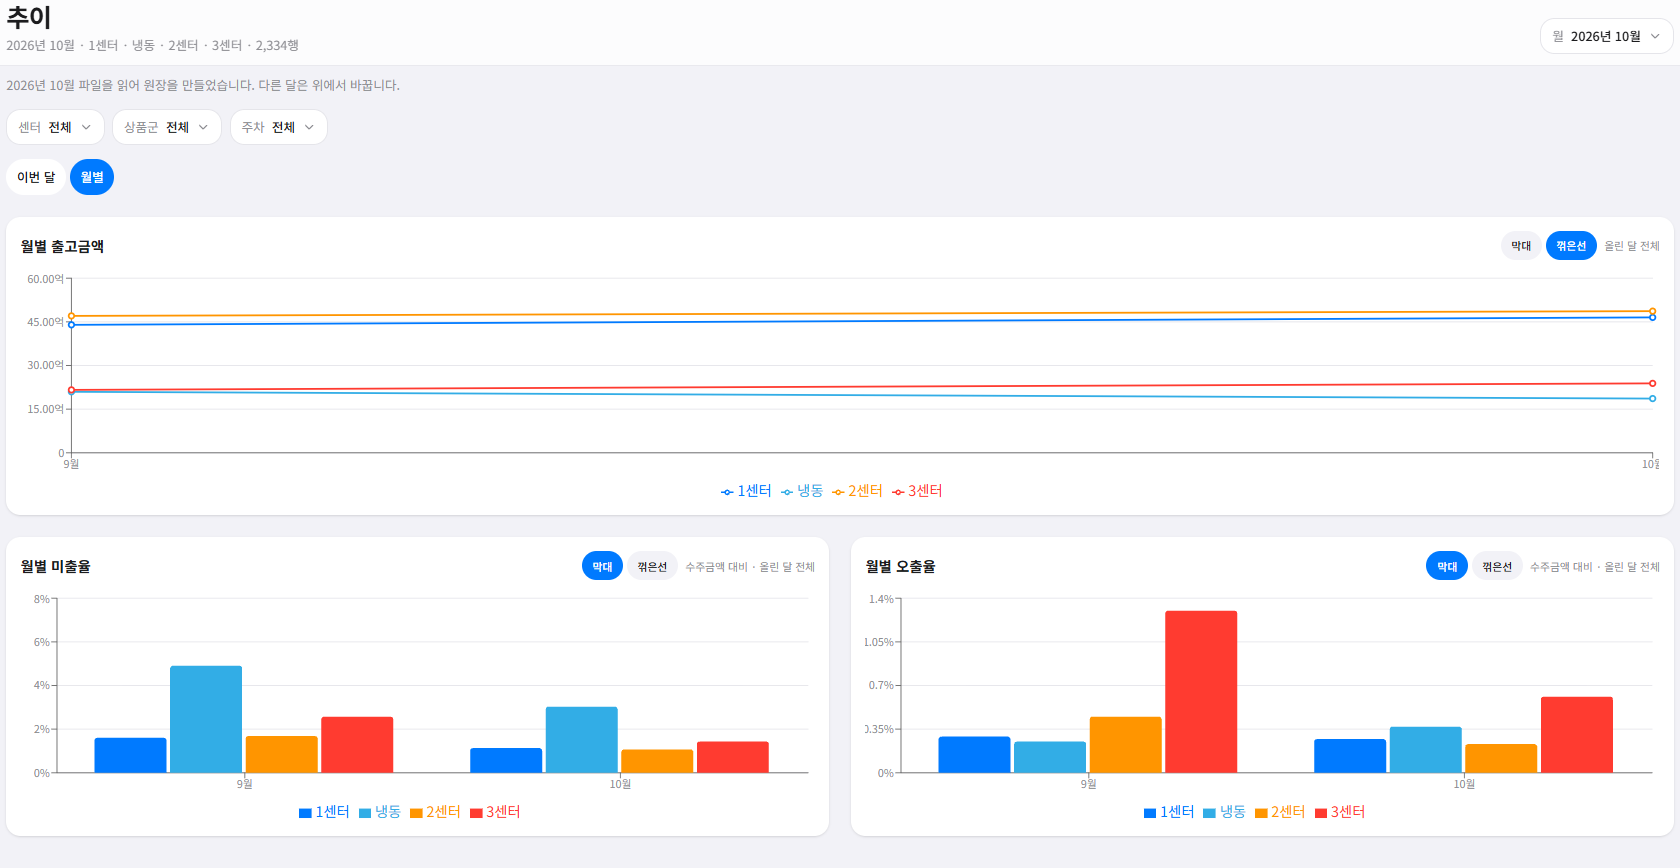 추이
2026년 10월 · 1센터 · 냉동 · 2센터 · 3센터 · 2,334행
월 2026년 10월
2026년 10월 파일을 읽어 원장을 만들었습니다. 다른 달은 위에서 바꿉니다.
센터 전체 상품군 전체 주차 전체
이번 달 월별
월별 출고금액 막대 꺾은선 올린 달 전체
60.00억
45.00억
30.00억
15.00억
0
9월 10월
1센터 냉동 2센터 3센터
월별 미출율 막대 꺾은선 수주금액 대비 · 올린 달 전체
8%
6%
4%
2%
0%
9월 10월
1센터 냉동 2센터 3센터
월별 오출율 막대 꺾은선 수주금액 대비 · 올린 달 전체
1.4%
1.05%
0.7%
0.35%
0%
9월 10월
1센터 냉동 2센터 3센터